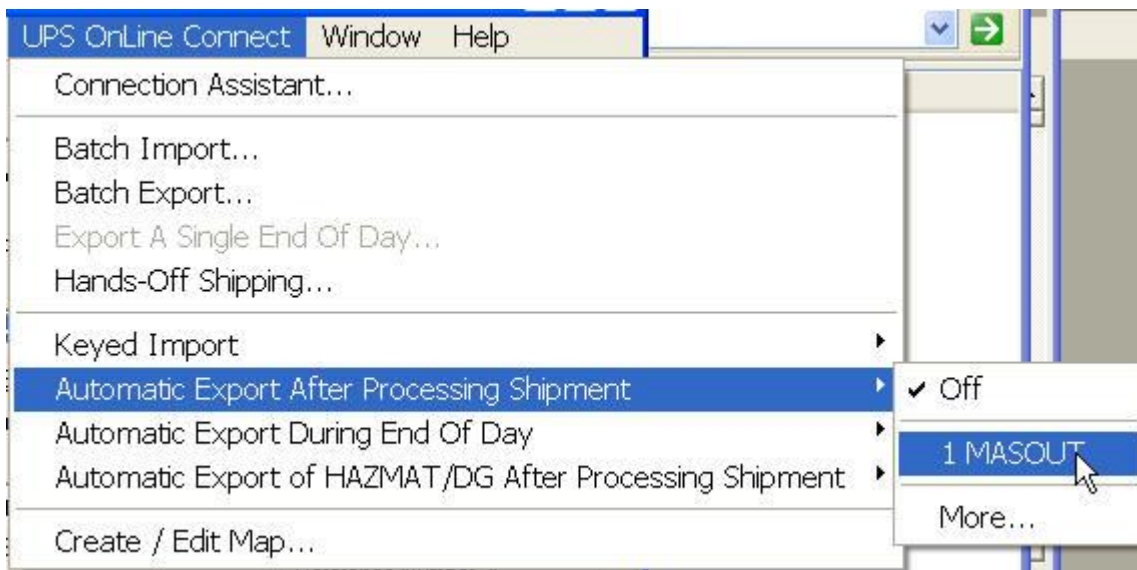 UPS OnLine Connect Window Help
Connection Assistant...
Batch Import...
Batch Export...
Export A Single End Of Day...
Hands-Off Shipping...
Keyed Import
Automatic Export After Processing Shipment
Off
Automatic Export During End Of Day
1 MASOUT
Automatic Export of HAZMAT/DG After Processing Shipment
More...
Create / Edit Map...